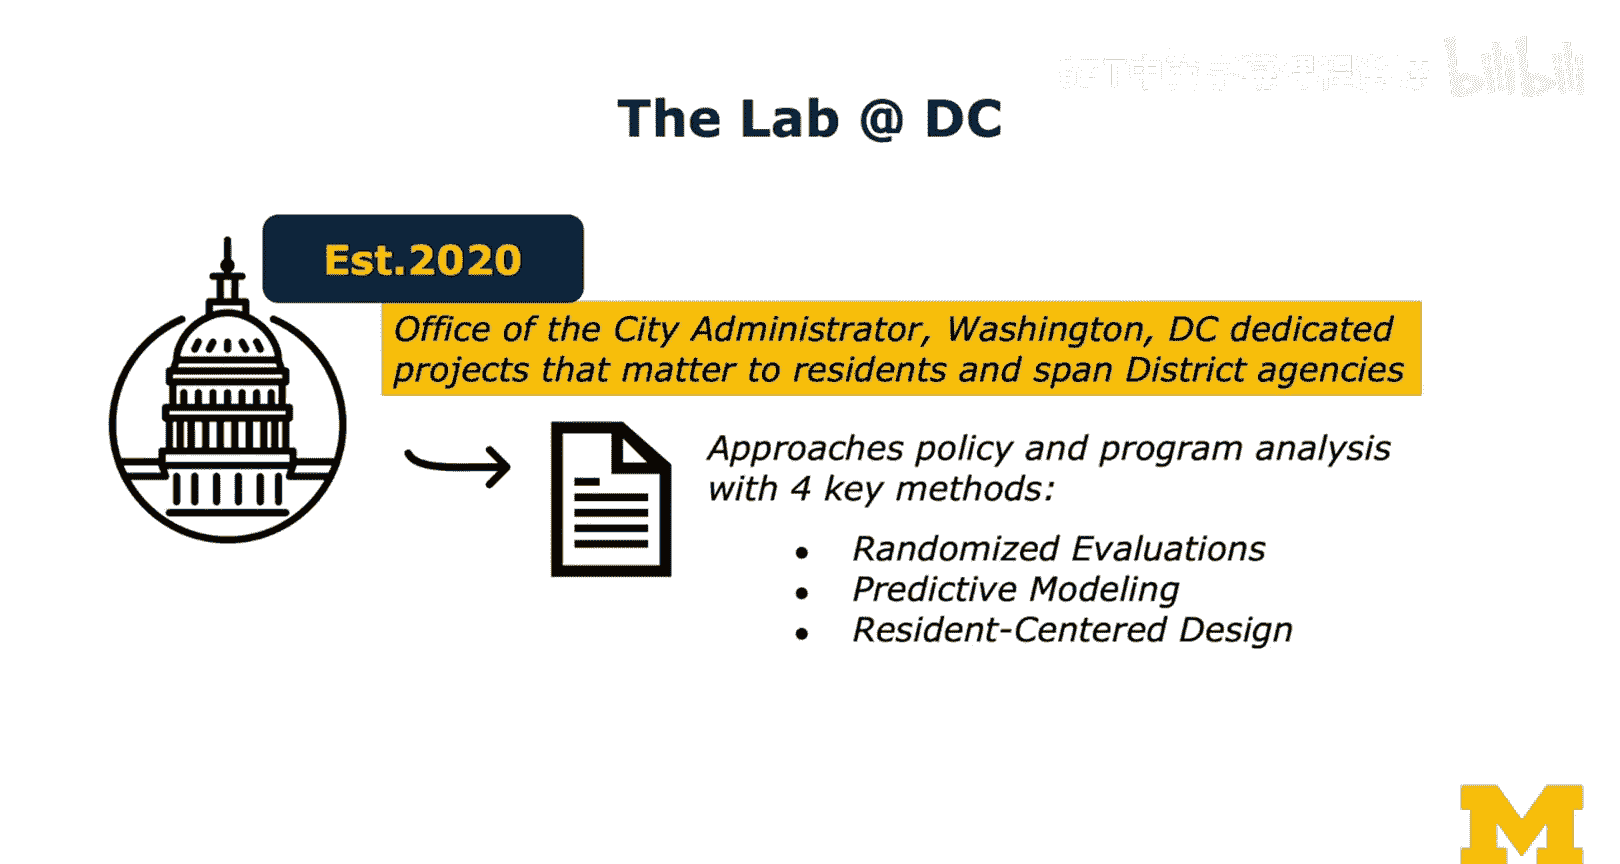 bilibili
The Lab @ DC
Est.2020
Office of the City Administrator, Washington, DC dedicated
projects that matter to residents and span District agencies
Approaches policy and program analysis
with 4 key methods:
• Randomized Evaluations
• Predictive Modeling
• Resident-Centered Design
M